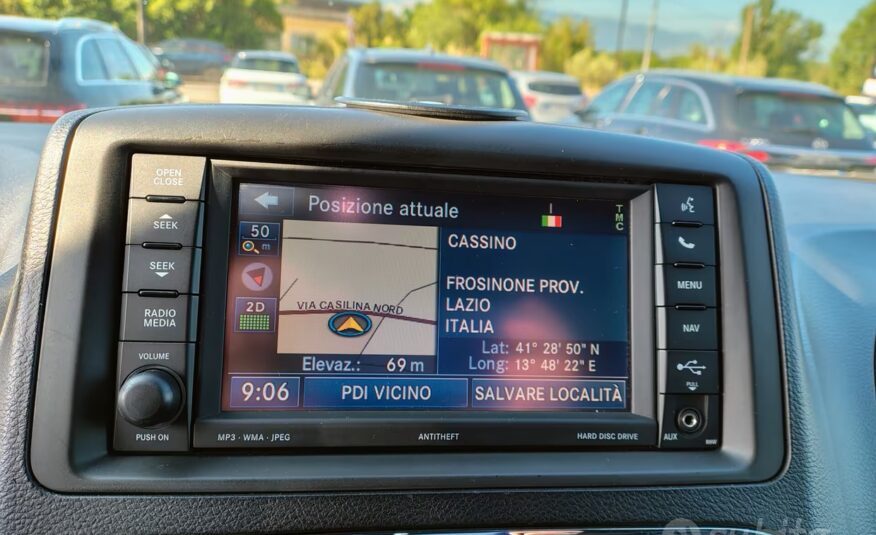 OPEN
CLOSE
SEEK
SEEK
RADIO
MEDIA
VOLUME
PUSH ON
Posizione attuale
TMC
50
m
2D
VIA CASILINA NORD
Elevaz.: 69 m
CASSINO
FROSINONE PROV.
LAZIO
ITALIA
Lat: 41° 28' 50" N
Long: 13° 48' 22" E
9:06
PDI VICINO
SALVARE LOCALITÀ
MP3 • WMA • JPEG
ANTITHEFT
HARD DISC DRIVE
MENU
NAV
PULL
AUX
RHW
subito